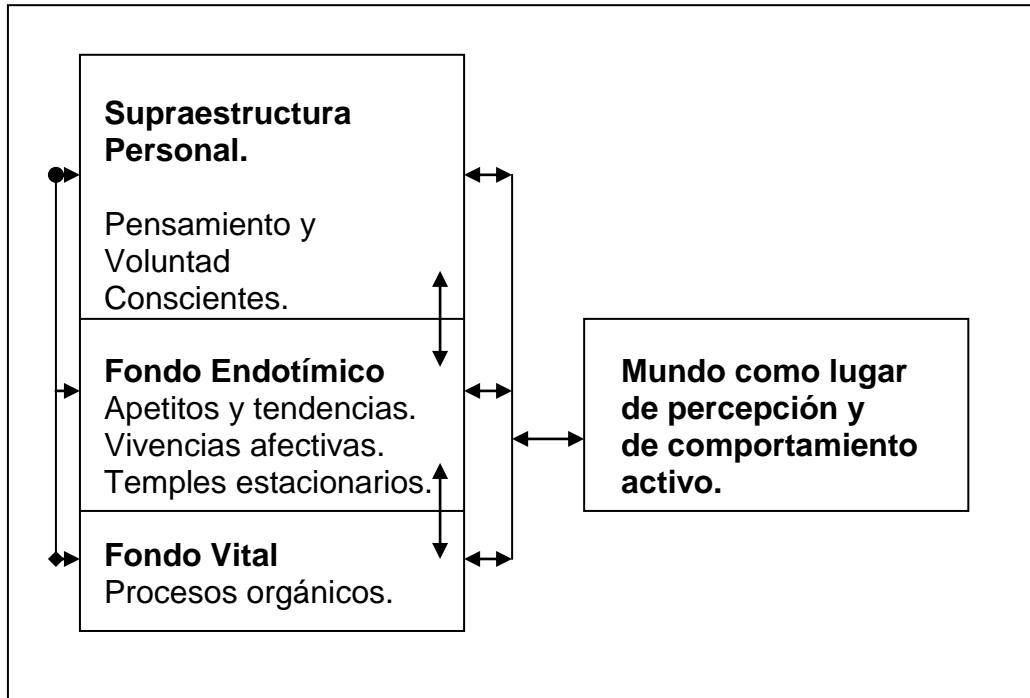 Supraestructura
Personal.
Pensamiento y
Voluntad
Conscientes.
Fondo Endotímico
Apetitos y tendencias.
Vivencias afectivas.
Temples estacionarios.
Fondo Vital
Procesos orgánicos.
Mundo como lugar
de percepción y
de comportamiento
activo.